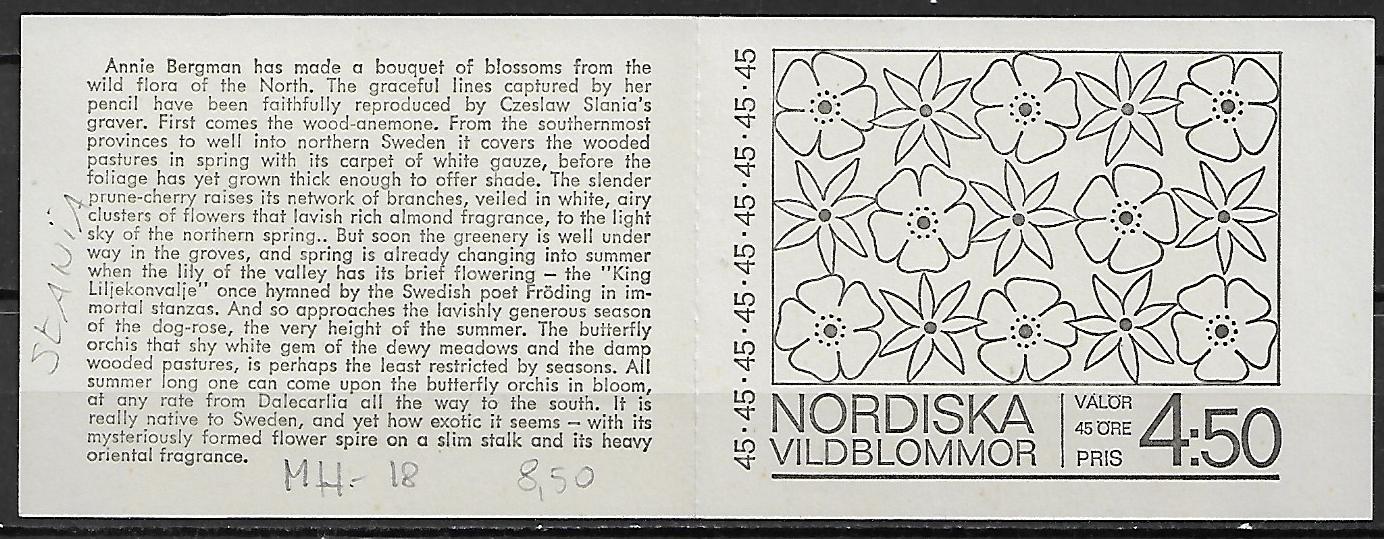 Annie Bergman has made a bouquet of blossoms from the
wild flora of the North. The graceful lines captured by her
pencil have been faithfully reproduced by Czeslaw Slania's
graver. First comes the wood-anemone. From the southernmost
provinces to well into northern Sweden it covers the wooded
pastures in spring with its carpet of white gauze, before the
foliage has yet grown thick enough to offer shade. The slender
prune-cherry raises its network of branches, veiled in white, airy
clusters of flowers that lavish rich almond fragrance, to the light
sky of the northern spring.. But soon the greenery is well under
way in the groves, and spring is already changing into summer
when the lily of the valley has its brief flowering – the "King
Liljekonvalje" once hymned by the Swedish poet Fröding in im-
mortal stanzas. And so approaches the lavishly generous season
of the dog-rose, the very height of the summer. The butterfly
orchis that shy white gem of the dewy meadows and the damp
wooded pastures, is perhaps the least restricted by seasons. All
summer long one can come upon the butterfly orchis in bloom,
at any rate from Dalecarlia all the way to the south. It is
really native to Sweden, and yet how exotic it seems – with its
mysteriously formed flower spire on a slim stalk and its heavy
oriental fragrance.
SLANIA
MH- 18 8,50
45·45·45·45·45·45·45·45
NORDISKA
VILDBLOMMOR
VALÖR
45 ÖRE
PRIS
4:50